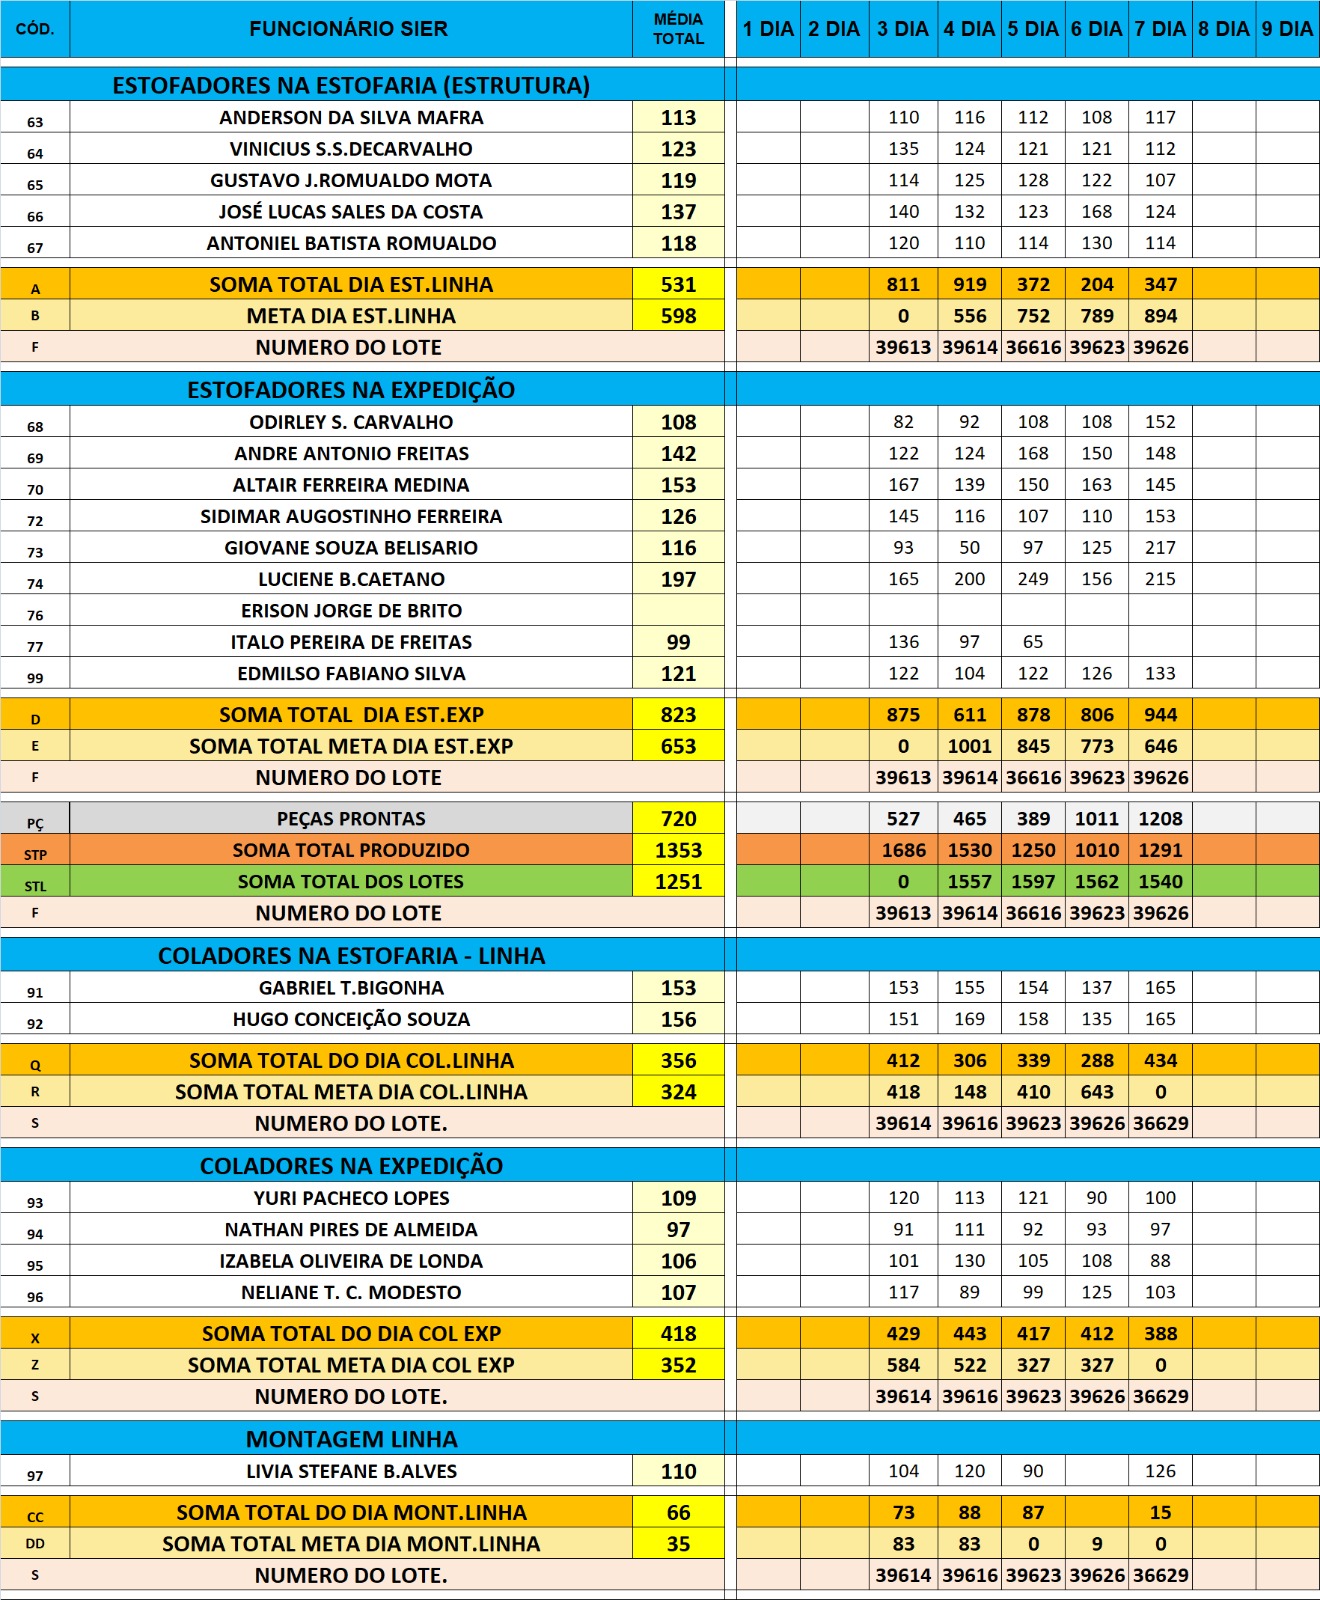 CÓD. FUNCIONÁRIO SIER MÉDIA TOTAL 1 DIA 2 DIA 3 DIA 4 DIA 5 DIA 6 DIA 7 DIA 8 DIA 9 DIA
ESTOFADORES NA ESTOFARIA (ESTRUTURA)
63 ANDERSON DA SILVA MAFRA 113 110 116 112 108 117
64 VINICIUS S.S.DECARVALHO 123 135 124 121 121 112
65 GUSTAVO J.ROMUALDO MOTA 119 114 125 128 122 107
66 JOSÉ LUCAS SALES DA COSTA 137 140 132 123 168 124
67 ANTONIEL BATISTA ROMUALDO 118 120 110 114 130 114
A SOMA TOTAL DIA EST.LINHA 531 811 919 372 204 347
B META DIA EST.LINHA 598 0 556 752 789 894
F NUMERO DO LOTE 39613 39614 36616 39623 39626
ESTOFADORES NA EXPEDIÇÃO
68 ODIRLEY S. CARVALHO 108 82 92 108 108 152
69 ANDRE ANTONIO FREITAS 142 122 124 168 150 148
70 ALTAIR FERREIRA MEDINA 153 167 139 150 163 145
72 SIDIMAR AUGOSTINHO FERREIRA 126 145 116 107 110 153
73 GIOVANE SOUZA BELISARIO 116 93 50 97 125 217
74 LUCIENE B.CAETANO 197 165 200 249 156 215
76 ERISON JORGE DE BRITO
77 ITALO PEREIRA DE FREITAS 99 136 97 65
99 EDMILSO FABIANO SILVA 121 122 104 122 126 133
D SOMA TOTAL DIA EST.EXP 823 875 611 878 806 944
E SOMA TOTAL META DIA EST.EXP 653 0 1001 845 773 646
F NUMERO DO LOTE 39613 39614 36616 39623 39626
PÇ PEÇAS PRONTAS 720 527 465 389 1011 1208
STP SOMA TOTAL PRODUZIDO 1353 1686 1530 1250 1010 1291
STL SOMA TOTAL DOS LOTES 1251 0 1557 1597 1562 1540
F NUMERO DO LOTE 39613 39614 36616 39623 39626
COLADORES NA ESTOFARIA - LINHA
91 GABRIEL T.BIGONHA 153 153 155 154 137 165
92 HUGO CONCEIÇÃO SOUZA 156 151 169 158 135 165
Q SOMA TOTAL DO DIA COL.LINHA 356 412 306 339 288 434
R SOMA TOTAL META DIA COL.LINHA 324 418 148 410 643 0
S NUMERO DO LOTE. 39614 39616 39623 39626 36629
COLADORES NA EXPEDIÇÃO
93 YURI PACHECO LOPES 109 120 113 121 90 100
94 NATHAN PIRES DE ALMEIDA 97 91 111 92 93 97
95 IZABELA OLIVEIRA DE LONDA 106 101 130 105 108 88
96 NELIANE T. C. MODESTO 107 117 89 99 125 103
X SOMA TOTAL DO DIA COL EXP 418 429 443 417 412 388
Z SOMA TOTAL META DIA COL EXP 352 584 522 327 327 0
S NUMERO DO LOTE. 39614 39616 39623 39626 36629
MONTAGEM LINHA
97 LIVIA STEFANE B.ALVES 110 104 120 90 126
CC SOMA TOTAL DO DIA MONT.LINHA 66 73 88 87 15
DD SOMA TOTAL META DIA MONT.LINHA 35 83 83 0 9 0
S NUMERO DO LOTE. 39614 39616 39623 39626 36629